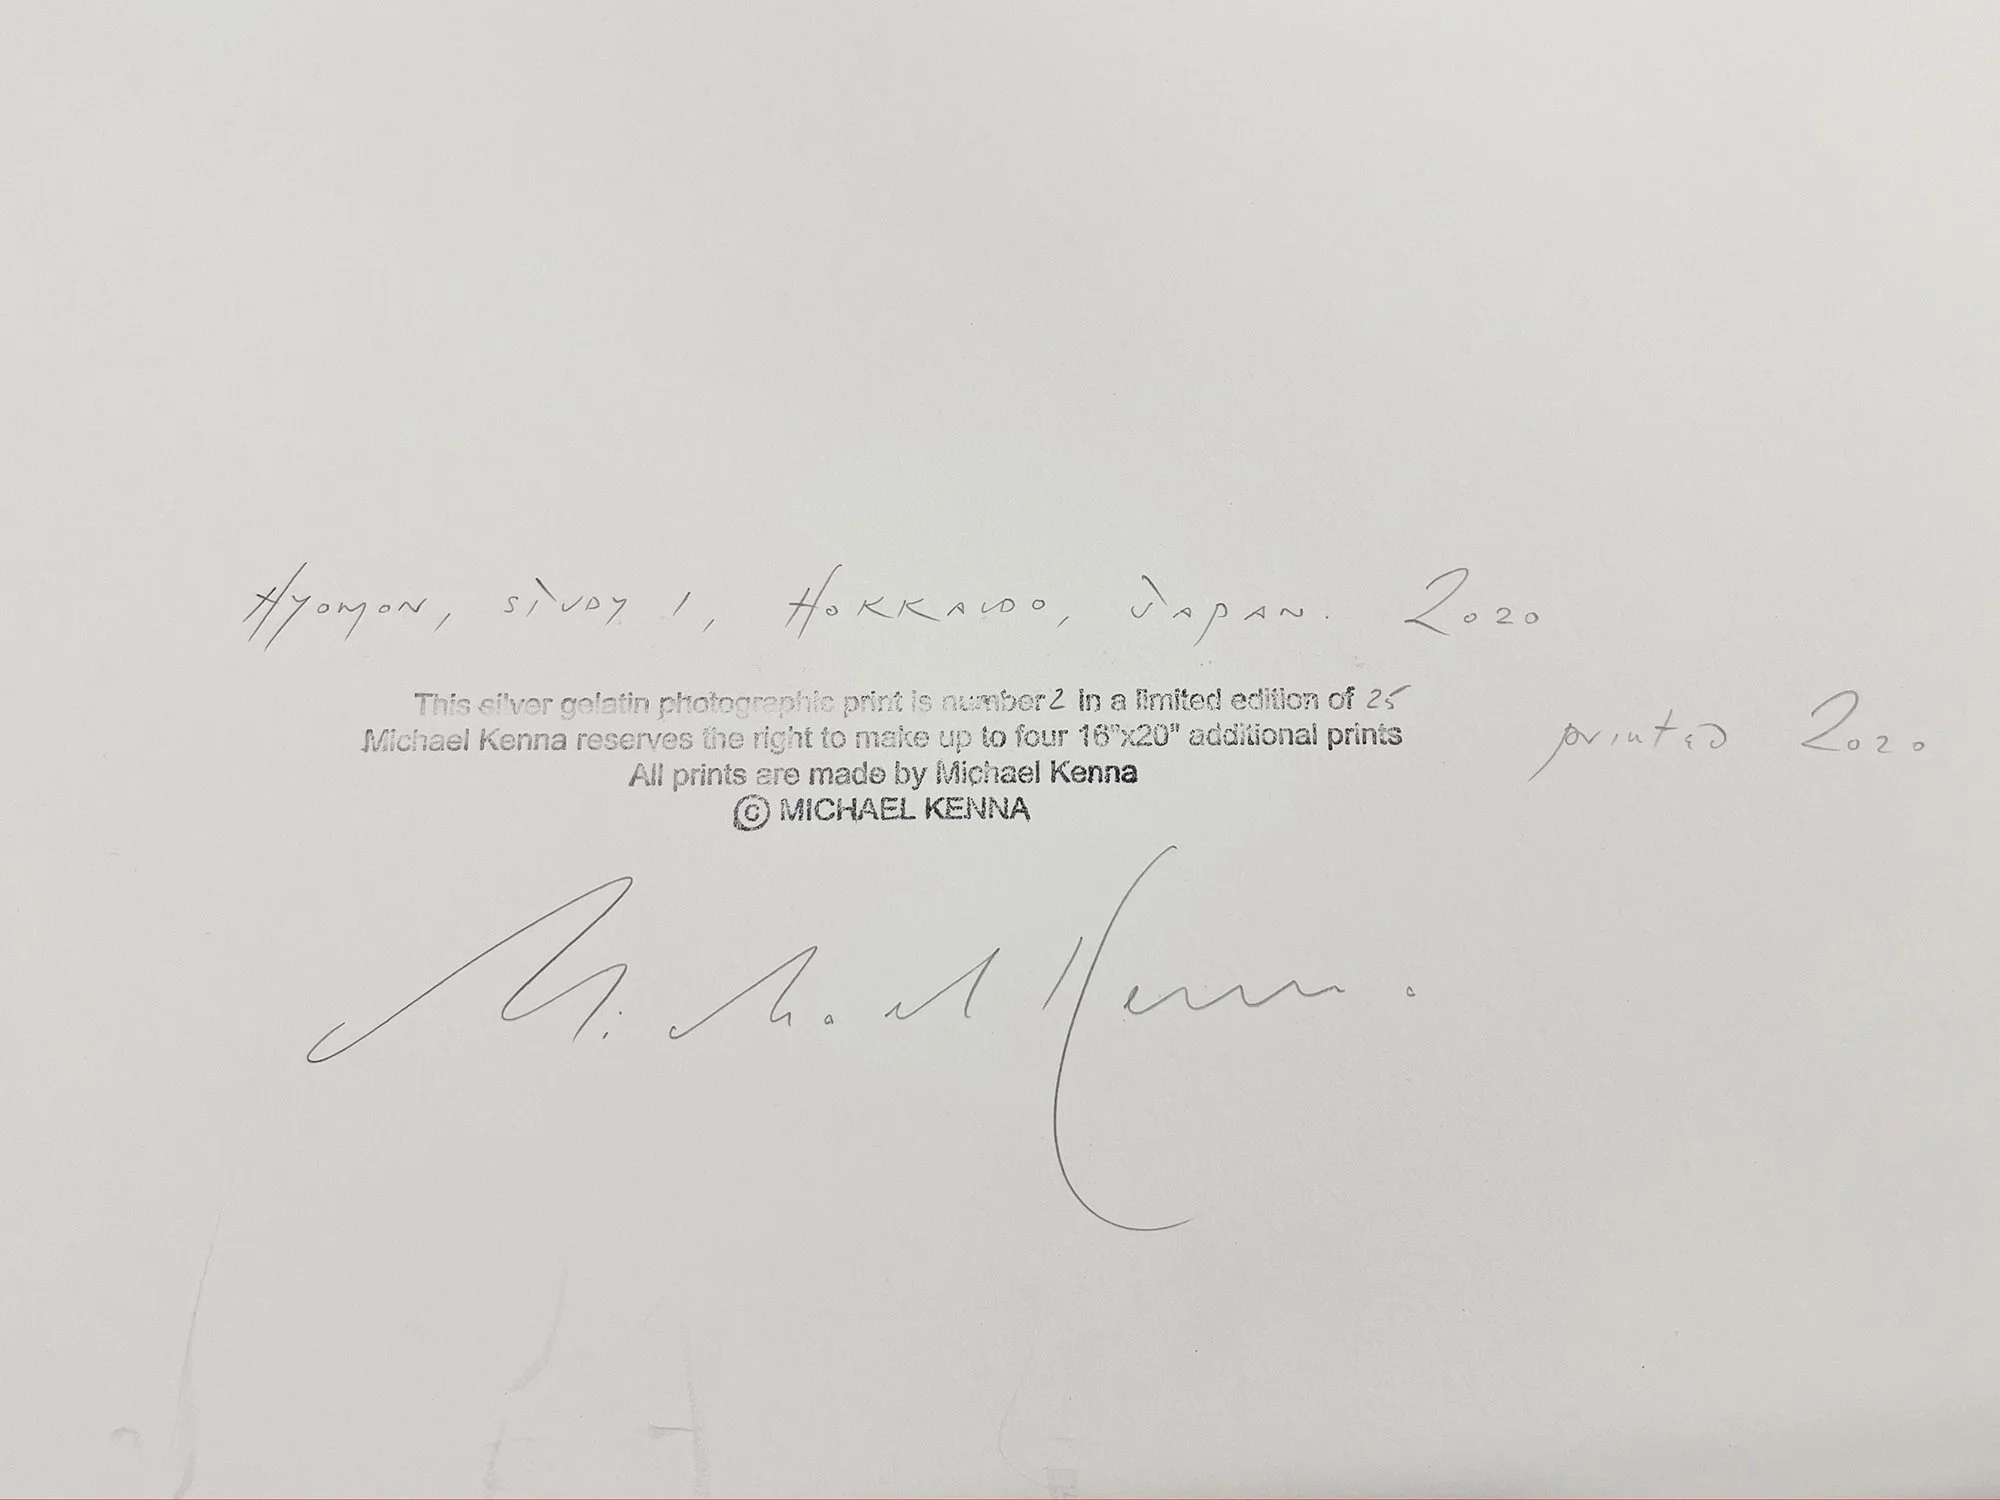 HYOMON, STUDY 1, HOKKAIDO, JAPAN. 2020
This silver gelatin photographic print is number 2 in a limited edition of 25
Michael Kenna reserves the right to make up to four 16"x20" additional prints
printed 2020
All prints are made by Michael Kenna
© MICHAEL KENNA
Michael Kenna.